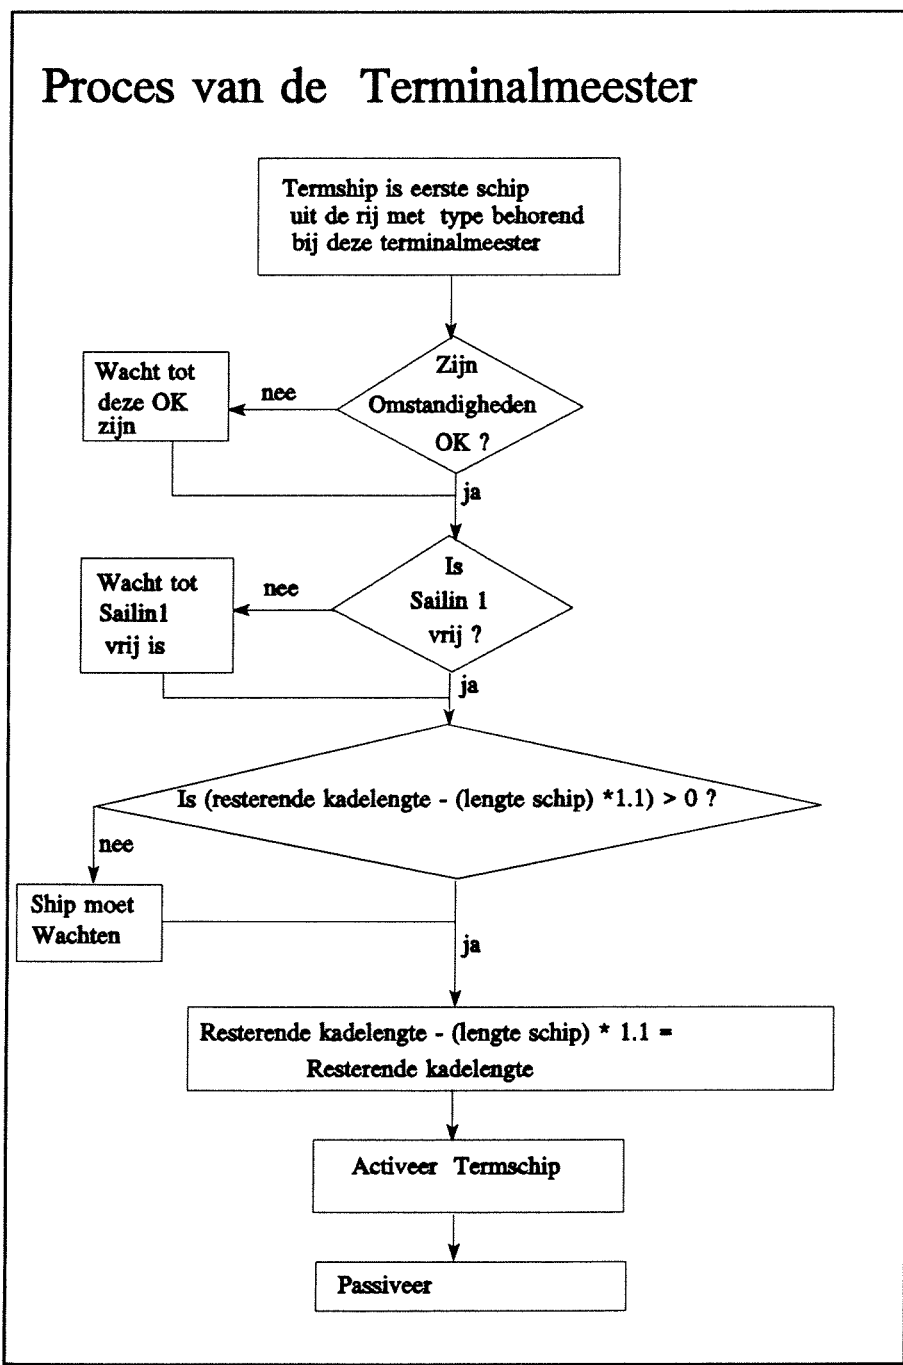 Proces van de Terminalmeester
Termship is eerste schip
uit de rij met type behorend
bij deze terminalmeester
Zijn
Omstandigheden
OK ?
nee
Wacht tot
deze OK
zijn
ja
Is
Sailin 1
vrij ?
nee
Wacht tot
Sailin1
vrij is
ja
Is (resterende kadelengte - (lengte schip) *1.1) > 0 ?
nee
Ship moet
Wachten
ja
Resterende kadelengte - (lengte schip) * 1.1 =
Resterende kadelengte
Activeer Termschip
Passiveer